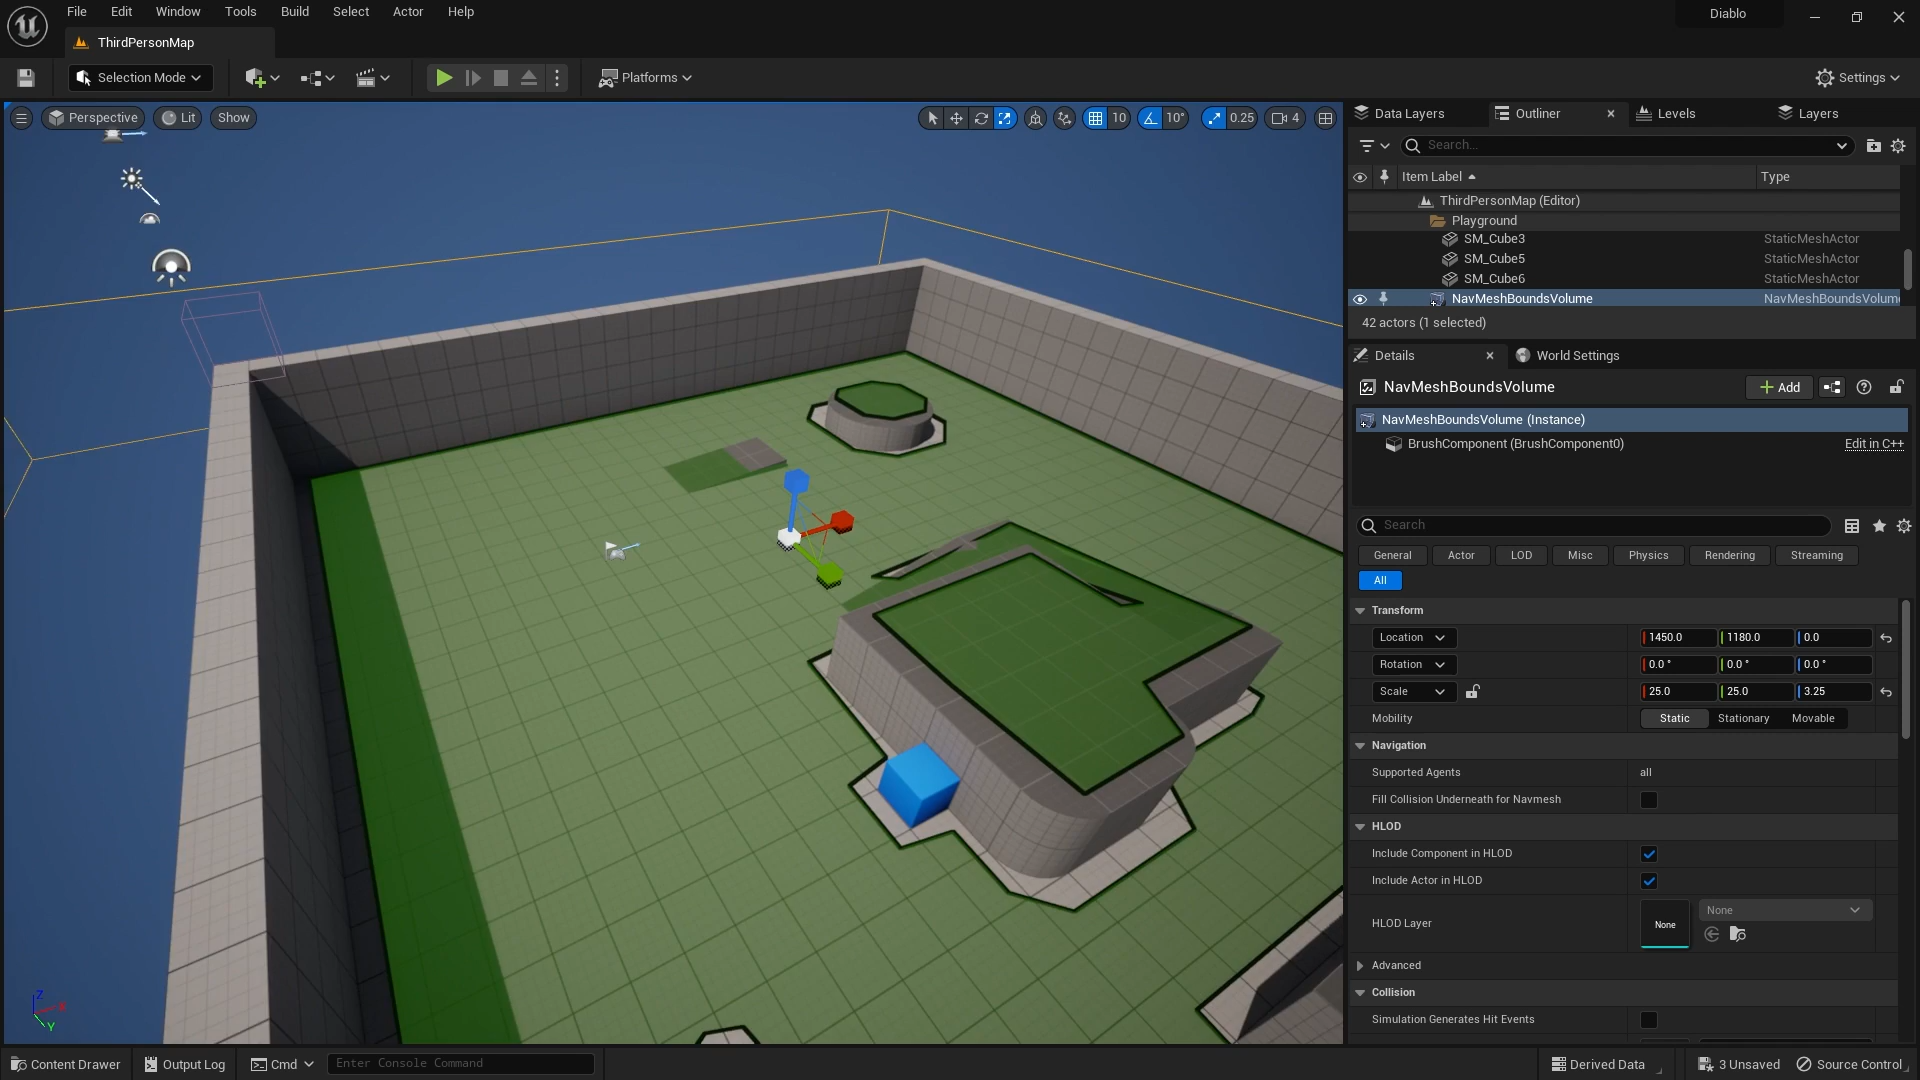 File Edit Window Tools Build Select Actor Help
Diablo
ThirdPersonMap
Selection Mode
Platforms
Settings
Perspective Lit Show
10 10° 0.25 4
Data Layers Outliner Levels Layers
Search...
Item Label Type
ThirdPersonMap (Editor)
Playground
SM_Cube3 StaticMeshActor
SM_Cube5 StaticMeshActor
SM_Cube6 StaticMeshActor
NavMeshBoundsVolume NavMeshBoundsVolum
42 actors (1 selected)
Details World Settings
NavMeshBoundsVolume Add
NavMeshBoundsVolume (Instance)
BrushComponent (BrushComponent0) Edit in C++
Search
General Actor LOD Misc Physics Rendering Streaming
All
Transform
Location 1450.0 1180.0 0.0
Rotation 0.0 ° 0.0 ° 0.0 °
Scale 25.0 25.0 3.25
Mobility Static Stationary Movable
Navigation
Supported Agents all
Fill Collision Underneath for Navmesh
HLOD
Include Component in HLOD
Include Actor in HLOD
HLOD Layer None None
Advanced
Collision
Simulation Generates Hit Events
Z
X
Y
Content Drawer Output Log Cmd Enter Console Command Derived Data 3 Unsaved Source Control